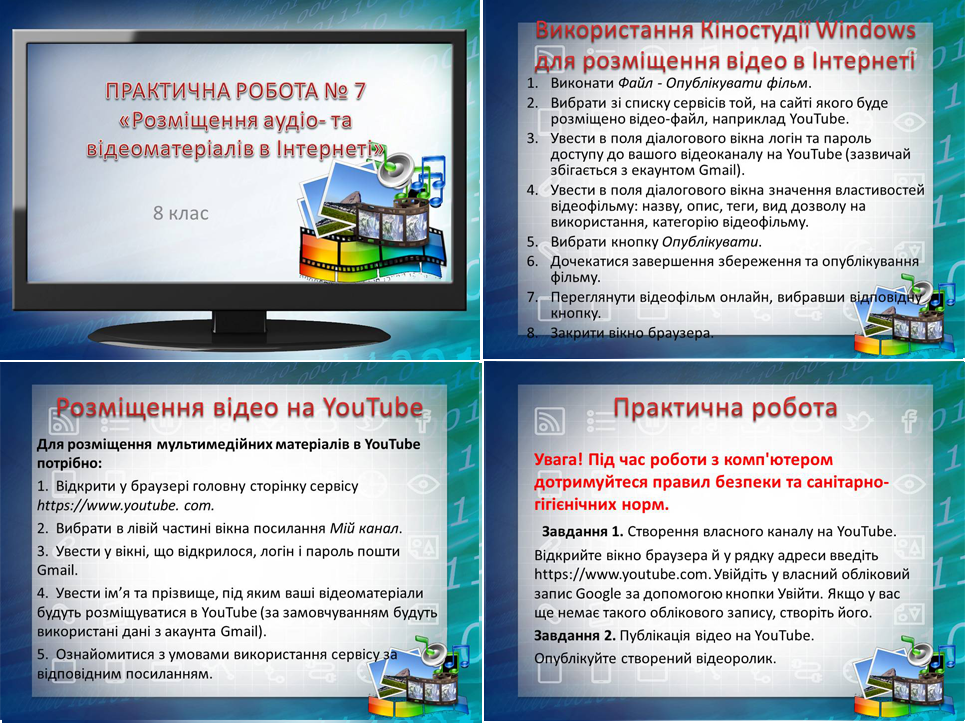 ПРАКТИЧНА РОБОТА № 7
«Розміщення аудіо- та
відеоматеріалів в Інтернеті»
8 клас
Використання Кіностудії Windows
для розміщення відео в Інтернеті
1. Виконати Файл - Опублікувати фільм.
2. Вибрати зі списку сервісів той, на сайті якого буде
розміщено відео-файл, наприклад YouTube.
3. Увести в поля діалогового вікна логін та пароль
доступу до вашого відеоканалу на YouTube (зазвичай
збігається з екаунтом Gmail).
4. Увести в поля діалогового вікна значення властивостей
відеофільму: назву, опис, теги, вид дозволу на
використання, категорію відеофільму.
5. Вибрати кнопку Опублікувати.
6. Дочекатися завершення збереження та опублікування
фільму.
7. Переглянути відеофільм онлайн, вибравши відповідну
кнопку.
8. Закрити вікно браузера.
Розміщення відео на YouTube
Для розміщення мультимедійних матеріалів в YouTube
потрібно:
1. Відкрити у браузері головну сторінку сервісу
https://www.youtube. com.
2. Вибрати в лівій частині вікна посилання Мій канал.
3. Увести у вікні, що відкрилося, логін і пароль пошти
Gmail.
4. Увести ім’я та прізвище, під яким ваші відеоматеріали
будуть розміщуватися в YouTube (за замовчуванням будуть
використані дані з акаунта Gmail).
5. Ознайомитися з умовами використання сервісу за
відповідним посиланням.
Практична робота
Увага! Під час роботи з комп'ютером
дотримуйтеся правил безпеки та санітарно-
гігієнічних норм.
Завдання 1. Створення власного каналу на YouTube.
Відкрийте вікно браузера й у рядку адреси введіть
https://www.youtube.com. Увійдіть у власний обліковий
запис Google за допомогою кнопки Увійти. Якщо у вас
ще немає такого облікового запису, створіть його.
Завдання 2. Публікація відео на YouTube.
Опублікуйте створений відеоролик.